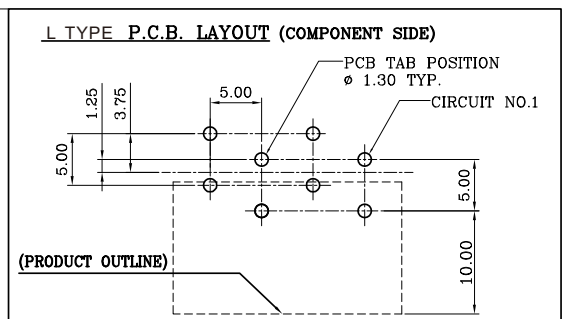 L TYPE P.C.B. LAYOUT (COMPONENT SIDE)
PCB TAB POSITION
ø 1.30 TYP.
CIRCUIT NO.1
5.00
1.25
3.75
5.00
5.00
10.00
(PRODUCT OUTLINE)